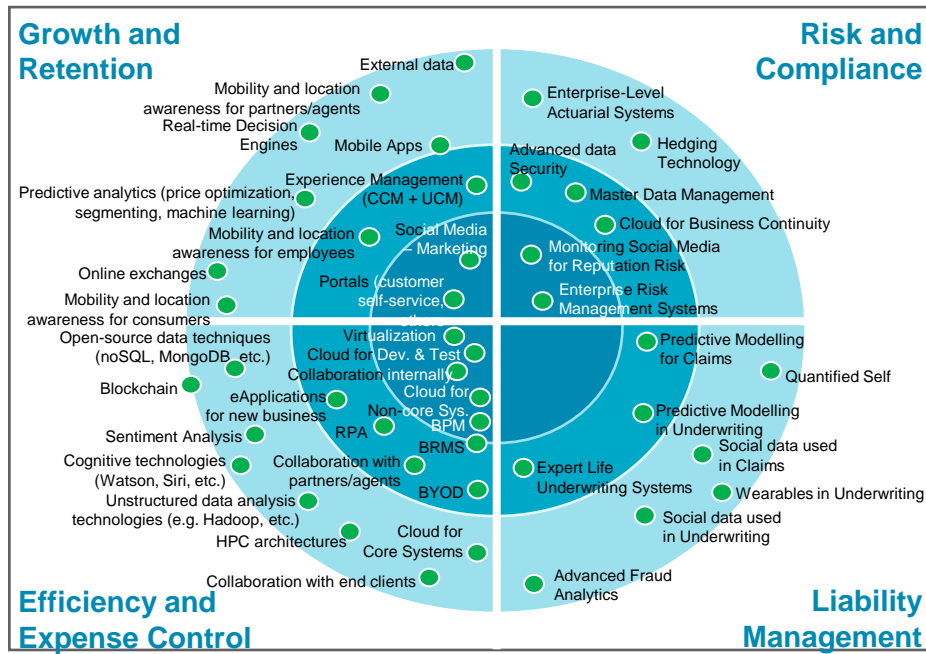 Growth and
Retention
External data
Mobility and location
awareness for partners/agents
Real-time Decision
Engines
Mobile Apps
Experience Management
(CCM + UCM)
Predictive analytics (price optimization,
segmenting, machine learning)
Social Media
– Marketing
Mobility and location
awareness for employees
Online exchanges
Portals (customer
self-service,
others
Mobility and location
awareness for consumers
Risk and
Compliance
Enterprise-Level
Actuarial Systems
Hedging
Technology
Advanced data
Security
Master Data Management
Cloud for Business Continuity
Monitoring Social Media
for Reputation Risk
Enterprise Risk
Management Systems
Open-source data techniques
(noSQL, MongoDB, etc.)
Virtualization
Cloud for Dev. & Test
Collaboration internally
Blockchain
eApplications
for new business
Cloud for
Non-core Sys.
BPM
RPA
Sentiment Analysis
BRMS
Cognitive technologies
(Watson, Siri, etc.)
Collaboration with
partners/agents
BYOD
Unstructured data analysis
technologies (e.g. Hadoop, etc.)
HPC architectures
Cloud for
Core Systems
Collaboration with end clients
Efficiency and
Expense Control
Predictive Modelling
for Claims
Quantified Self
Predictive Modelling
in Underwriting
Social data used
in Claims
Expert Life
Underwriting Systems
Wearables in Underwriting
Social data used
in Underwriting
Advanced Fraud
Analytics
Liability
Management